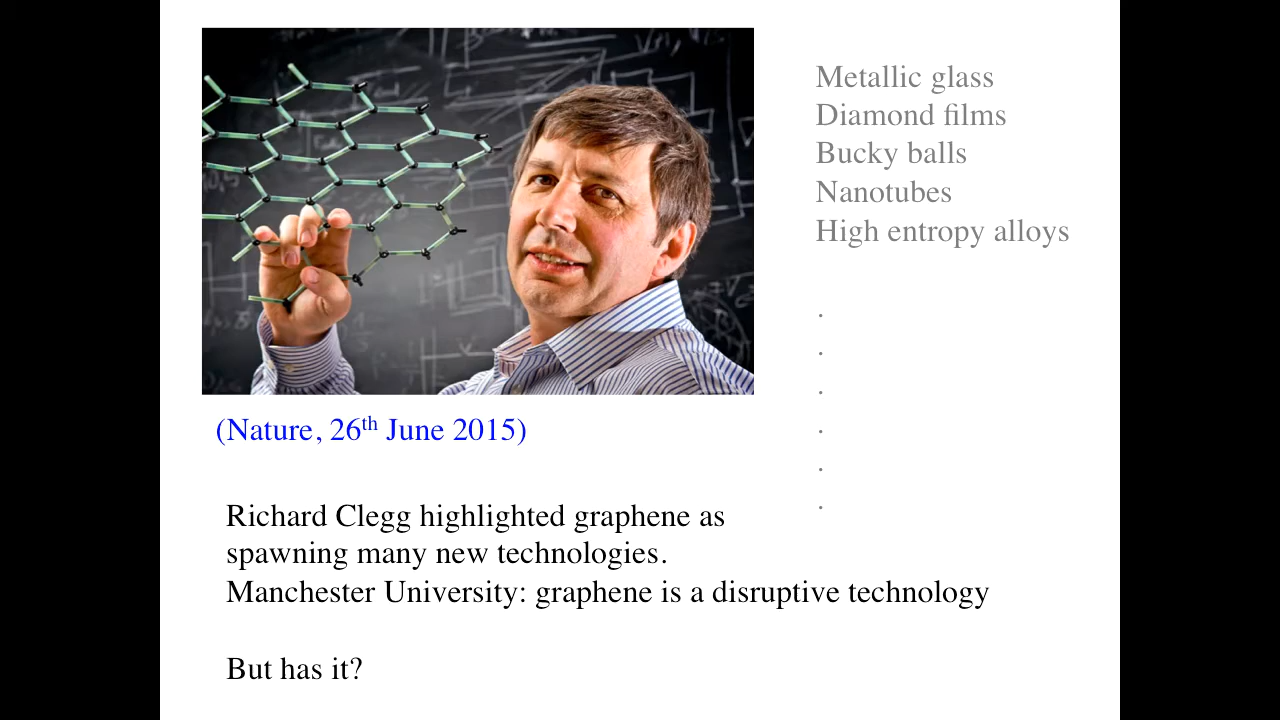 Metallic glass
Diamond films
Bucky balls
Nanotubes
High entropy alloys
.
.
.
.
.
.
(Nature, 26th June 2015)
Richard Clegg highlighted graphene as
spawning many new technologies.
Manchester University: graphene is a disruptive technology
But has it?